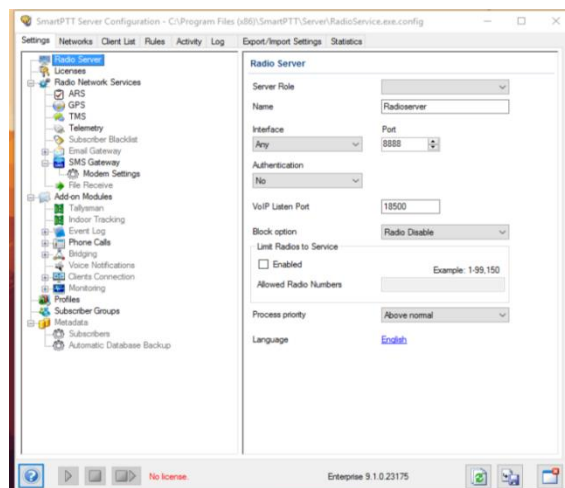 SmartPTT Server Configuration - C:\Program Files (x86)\SmartPTT\Server\RadioService.exe.config
Settings Networks Client List Rules Activity Log Export/Import Settings Statistics
Radio Server
Licenses
Radio Network Services
ARS
GPS
TMS
Telemetry
Subscriber Blacklist
Email Gateway
SMS Gateway
Modem Settings
File Receive
Add-on Modules
Tallysman
Indoor Tracking
Event Log
Phone Calls
Bridging
Voice Notifications
Clients Connection
Monitoring
Profiles
Subscriber Groups
Metadata
Subscribers
Automatic Database Backup
Radio Server
Server Role
Name Radioserver
Interface Port
Any 8888
Authentication
No
VoIP Listen Port 18500
Block option Radio Disable
Limit Radios to Service
Enabled Example: 1-99,150
Allowed Radio Numbers
Process priority Above normal
Language English
No license. Enterprise 9.1.0.23175